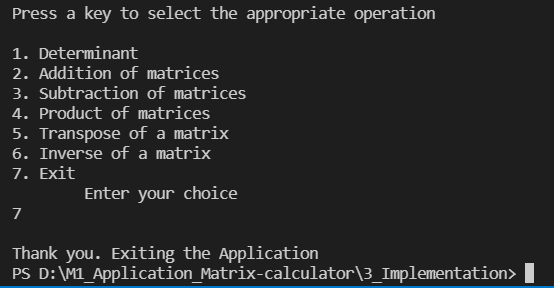 Press a key to select the appropriate operation
1. Determinant
2. Addition of matrices
3. Subtraction of matrices
4. Product of matrices
5. Transpose of a matrix
6. Inverse of a matrix
7. Exit
Enter your choice
7
Thank you. Exiting the Application
PS D:\M1_Application_Matrix-calculator\3_Implementation>